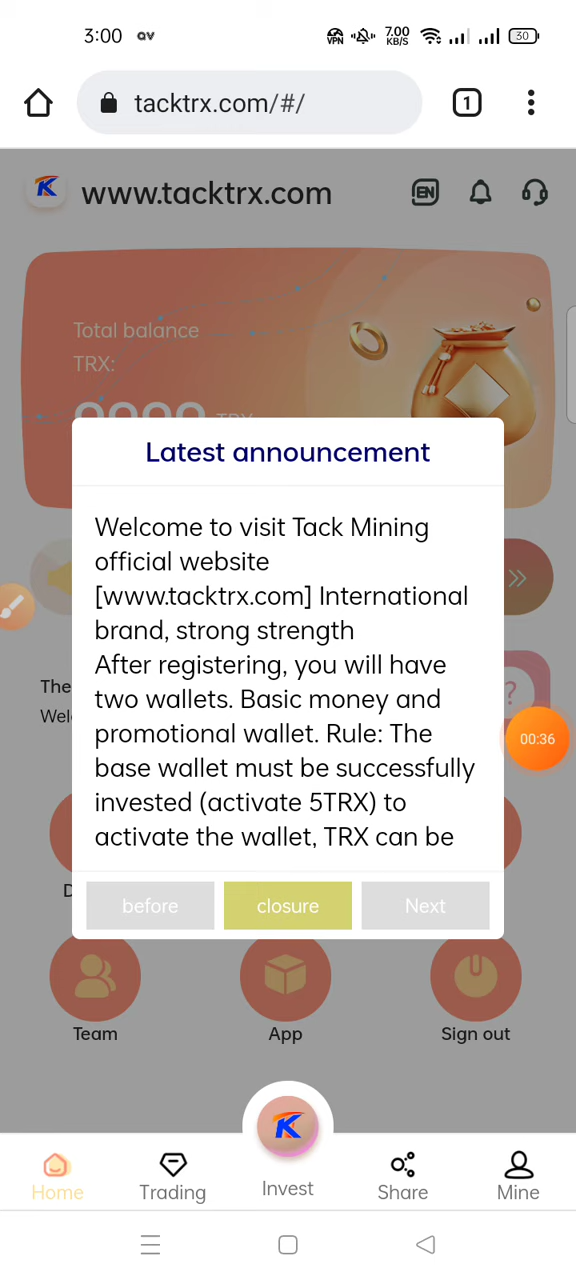 3:00
VPN
7.00
KB/S
30
tacktrx.com/#/
1
www.tacktrx.com
EN
Total balance
TRX:
Latest announcement
Welcome to visit Tack Mining
official website
[www.tacktrx.com] International
brand, strong strength
After registering, you will have
two wallets. Basic money and
promotional wallet. Rule: The
base wallet must be successfully
invested (activate 5TRX) to
activate the wallet, TRX can be
The
?
00:36
before
closure
Next
Team
App
Sign out
Home
Trading
Invest
Share
Mine